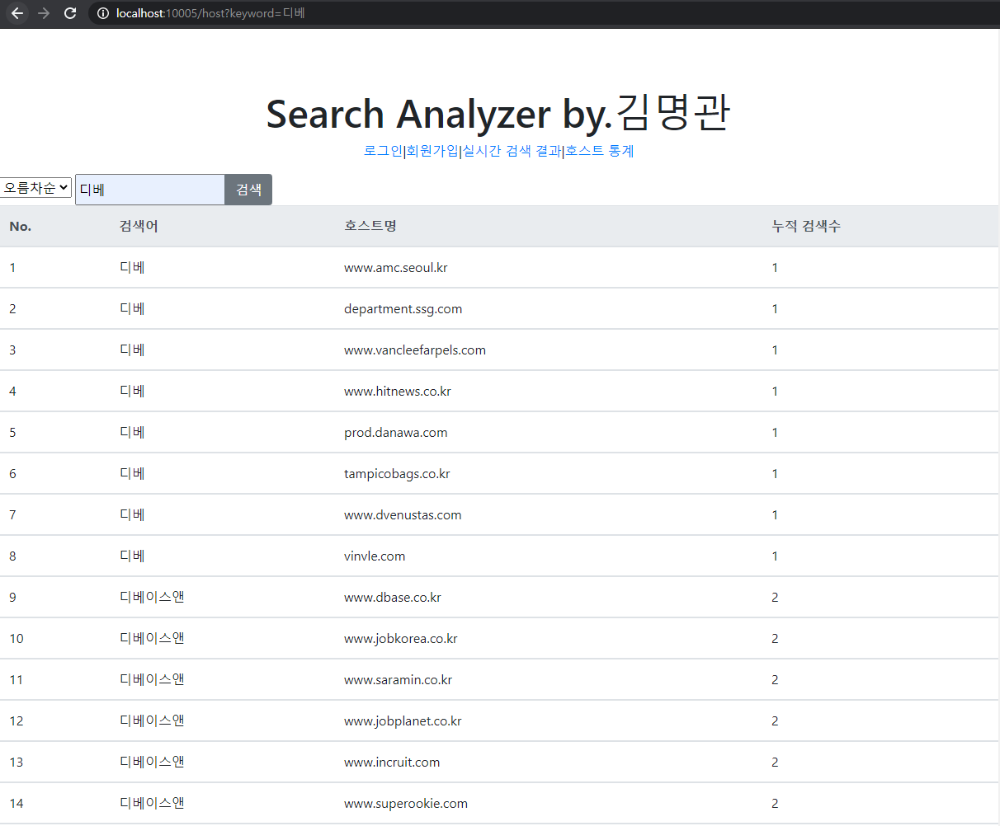 localhost:10005/host?keyword=디베
Search Analyzer by.김명관
로그인|회원가입|실시간 검색 결과|호스트 통계
오름차순 디베 검색
No. 검색어 호스트명 누적 검색수
1 디베 www.amc.seoul.kr 1
2 디베 department.ssg.com 1
3 디베 www.vancleefarpels.com 1
4 디베 www.hitnews.co.kr 1
5 디베 prod.danawa.com 1
6 디베 tampicobags.co.kr 1
7 디베 www.dvenustas.com 1
8 디베 vinvle.com 1
9 디베이스앤 www.dbase.co.kr 2
10 디베이스앤 www.jobkorea.co.kr 2
11 디베이스앤 www.saramin.co.kr 2
12 디베이스앤 www.jobplanet.co.kr 2
13 디베이스앤 www.incruit.com 2
14 디베이스앤 www.superookie.com 2